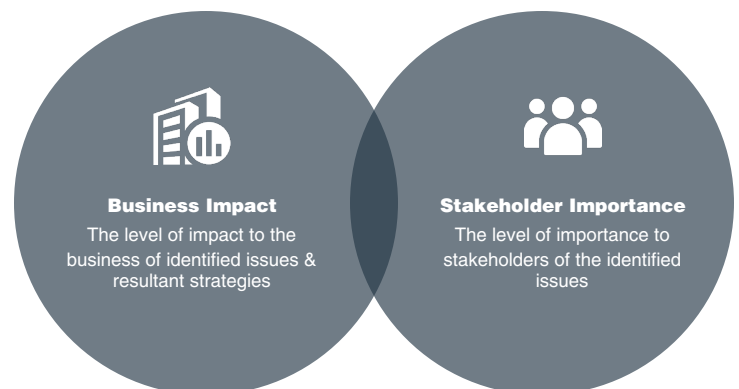 Business Impact
The level of impact to the
business of identified issues &
resultant strategies
Stakeholder Importance
The level of importance to
stakeholders of the identified
issues